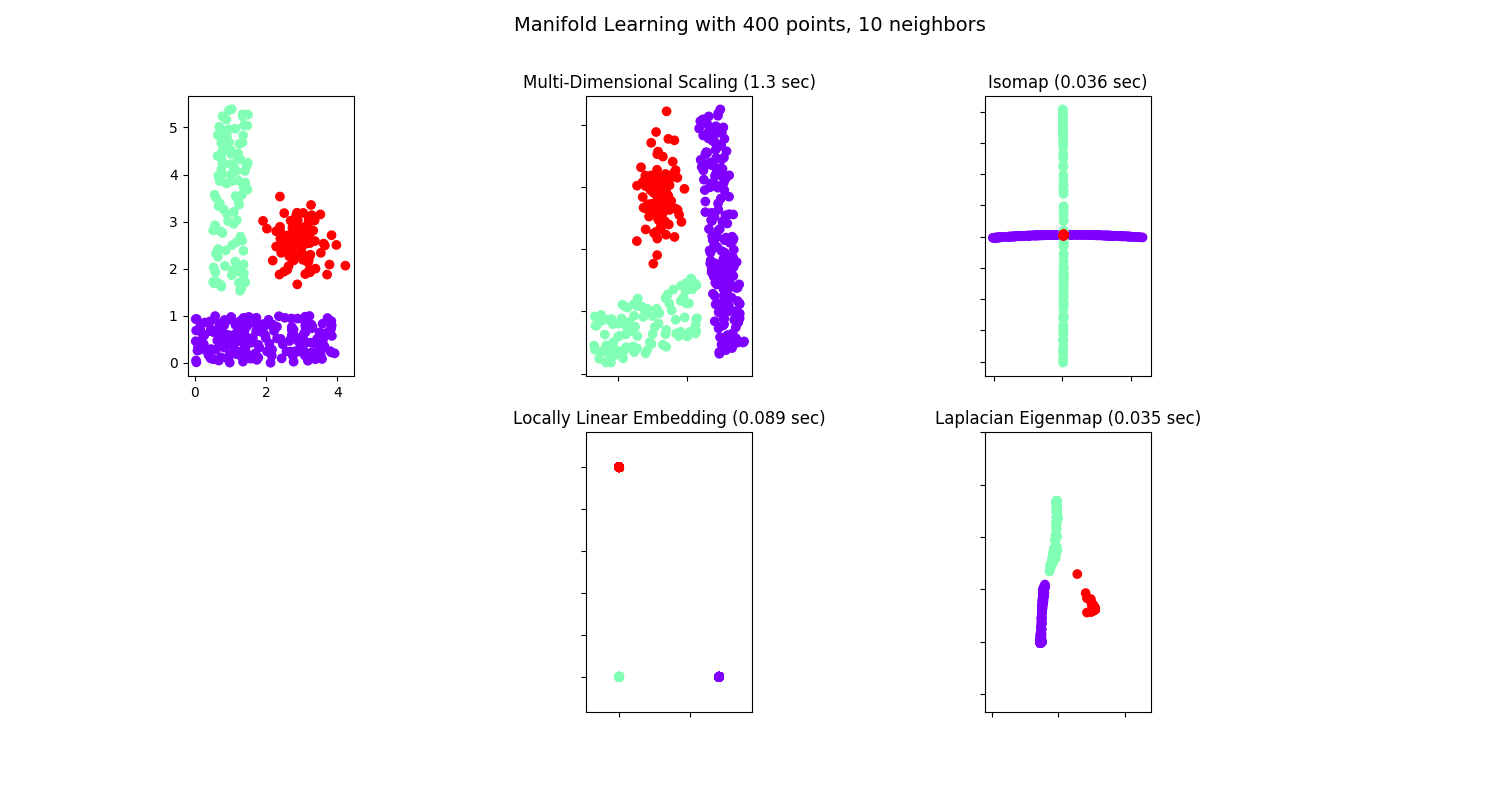 Manifold Learning with 400 points, 10 neighbors
Multi-Dimensional Scaling (1.3 sec)
Isomap (0.036 sec)
5
4
3
2
1
0
0 2 4
Locally Linear Embedding (0.089 sec)
Laplacian Eigenmap (0.035 sec)